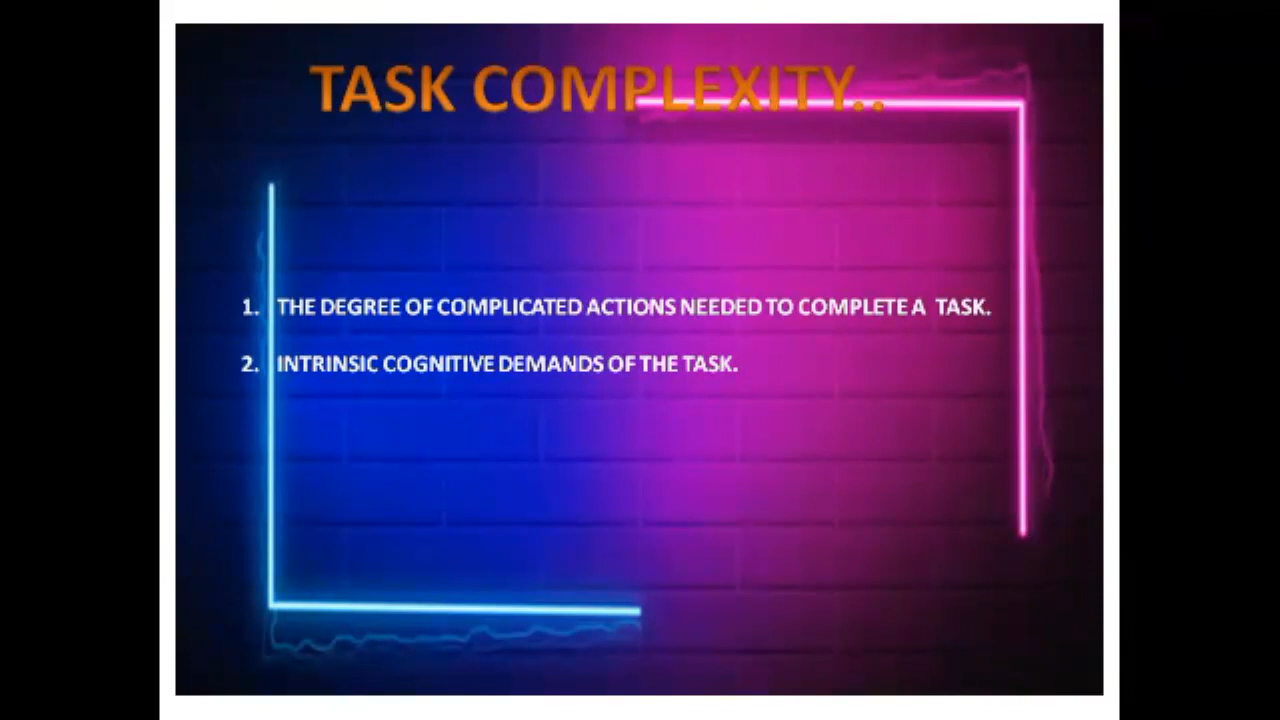 TASK COMPLEXITY..
1. THE DEGREE OF COMPLICATED ACTIONS NEEDED TO COMPLETE A TASK.
2. INTRINSIC COGNITIVE DEMANDS OF THE TASK.